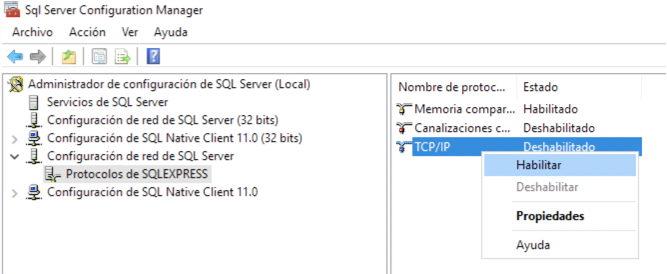 Sql Server Configuration Manager
Archivo Acción Ver Ayuda
Administrador de configuración de SQL Server (Local)
Servicios de SQL Server
Configuración de red de SQL Server (32 bits)
Configuración de SQL Native Client 11.0 (32 bits)
Configuración de red de SQL Server
Protocolos de SQLEXPRESS
Configuración de SQL Native Client 11.0
Nombre de protoc... Estado
Memoria compar... Habilitado
Canalizaciones c... Deshabilitado
TCP/IP Deshabilitado
Habilitar
Deshabilitar
Propiedades
Ayuda